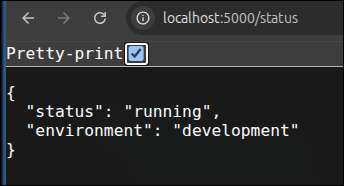 localhost:5000/status
Pretty-print
{
  "status": "running",
  "environment": "development"
}